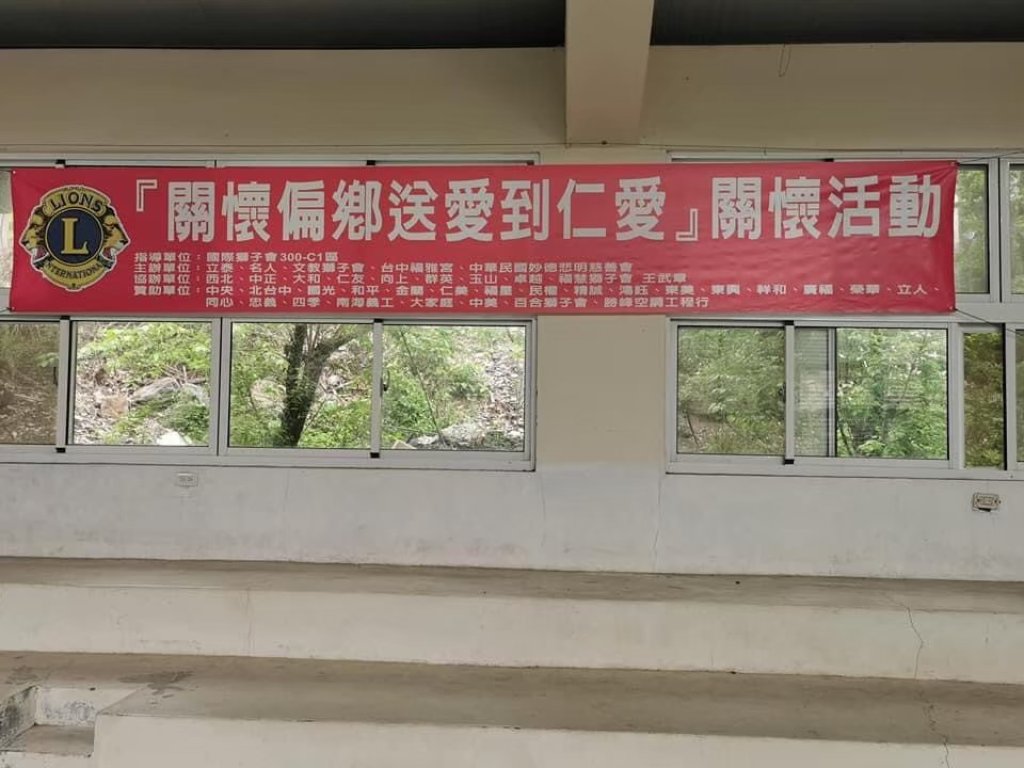 LIONS
L
INTERNATIONAL
『關懷偏鄉送愛到仁愛』關懷活動
指導單位：國際獅子會300-C1區
主辦單位：立泰、名人、文教獅子會、台中福雅宮、中華民國妙德悲明慈善會
協辦單位：西北、中正、大和、仁友、向上、群英、玉山、卓越、福慧獅子會 王武
贊助單位：中央、北台中、國光、和平、金蘭、仁美、福星、民權、精誠、鴻旺、東美、東興、祥和、廣福、榮華、立人、
同心、忠義、四季、南海義工、大家庭、中美、百合獅子會、勝峰空調工程行